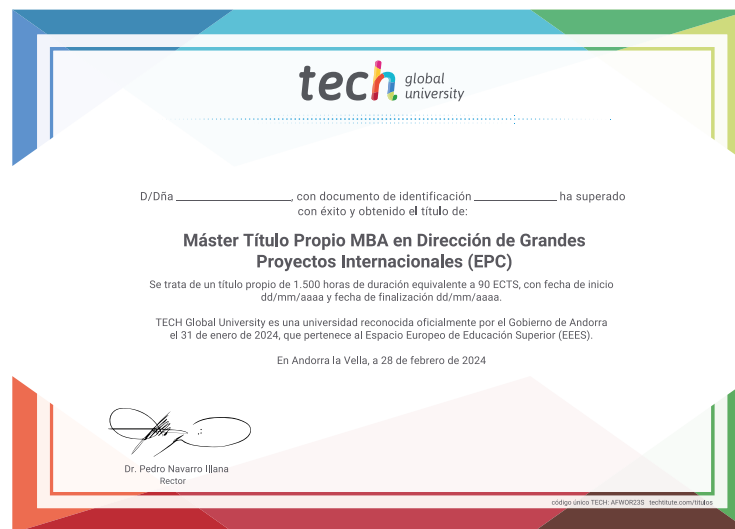 tech global
university
D/Dña ____________, con documento de identificación ____________ ha superado
con éxito y obtenido el título de:
Máster Título Propio MBA en Dirección de Grandes
Proyectos Internacionales (EPC)
Se trata de un título propio de 1.500 horas de duración equivalente a 90 ECTS, con fecha de inicio
dd/mm/aaaa y fecha de finalización dd/mm/aaaa.
TECH Global University es una universidad reconocida oficialmente por el Gobierno de Andorra
el 31 de enero de 2024, que pertenece al Espacio Europeo de Educación Superior (EEES).
En Andorra la Vella, a 28 de febrero de 2024
Dr. Pedro Navarro Illana
Rector
código único TECH: AFWOR23S techtitute.com/titulos